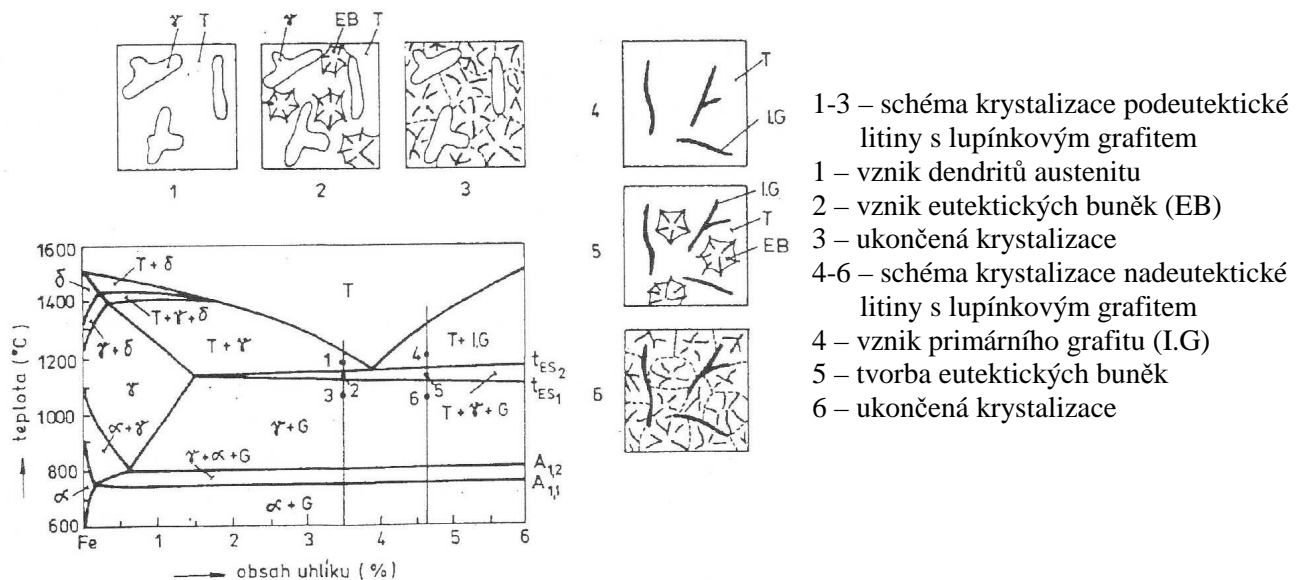 γ T
γ EB T
1 2 3
4
T
I.G
5
I.G
T
EB
6
1-3 – schéma krystalizace podeutektické
litiny s lupínkovým grafitem
1 – vznik dendritů austenitu
2 – vznik eutektických buněk (EB)
3 – ukončená krystalizace
4-6 – schéma krystalizace nadeutektické
litiny s lupínkovým grafitem
4 – vznik primárního grafitu (I.G)
5 – tvorba eutektických buněk
6 – ukončená krystalizace
teplota (°C)
1600
1400
1200
1000
800
600
δ
T + δ
T + γ + δ
γ + δ
T + γ
T
T + I.G
1
4
2
5
3
6
tES2
tES1
T + γ + G
γ
α + γ
γ + G
γ + α + G
A1,2
A1,1
α
α + G
Fe 1 2 3 4 5 6
obsah uhlíku (%)